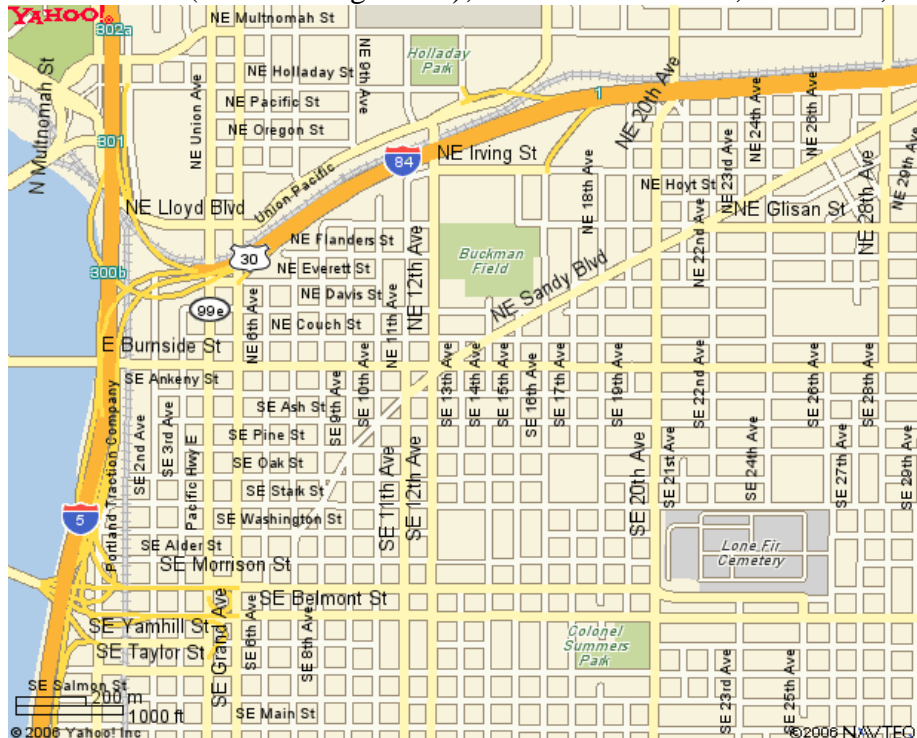 YAHOO!
302a
NE Multnomah St
N Multnomah St
NE Union Ave
NE Holladay St
NE 9th Ave
Holladay
Park
NE Pacific St
NE Oregon St
301
1
NE 20th Ave
NE 24th Ave
NE 26th Ave
84
NE Irving St
Union Pacific
NE 18th Ave
NE Hoyt St
NE 23rd Ave
NE 29th Ave
NE Lloyd Blvd
NE Glisan St
NE 28th Ave
NE Flanders St
30
NE 12th Ave
Buckman
Field
NE 22nd Ave
300b
NE Everett St
NE Davis St
NE Sandy Blvd
99e
NE 6th Ave
NE 11th Ave
NE Couch St
E Burnside St
SE Ankeny St
SE 9th Ave
SE 10th Ave
SE 13th Ave
SE 14th Ave
SE 15th Ave
SE 16th Ave
SE 17th Ave
SE 19th Ave
SE 22nd Ave
SE 26th Ave
SE 28th Ave
Portland Traction Company
SE 2nd Ave
SE 3rd Ave
Pacific Hwy E
SE Ash St
SE Pine St
SE Oak St
SE Stark St
SE 11th Ave
SE 12th Ave
SE 20th Ave
SE 21st Ave
SE 24th Ave
SE 27th Ave
SE 29th Ave
5
SE Washington St
SE Alder St
Lone Fir
Cemetery
SE Morrison St
SE Belmont St
SE Yamhill St
SE Grand Ave
SE 6th Ave
SE 8th Ave
Colonel
Summers
Park
SE Taylor St
SE Salmon St
200 m
1000 ft
SE Main St
SE 23rd Ave
SE 25th Ave
© 2006 Yahoo! Inc
©2006 NAVTEQ